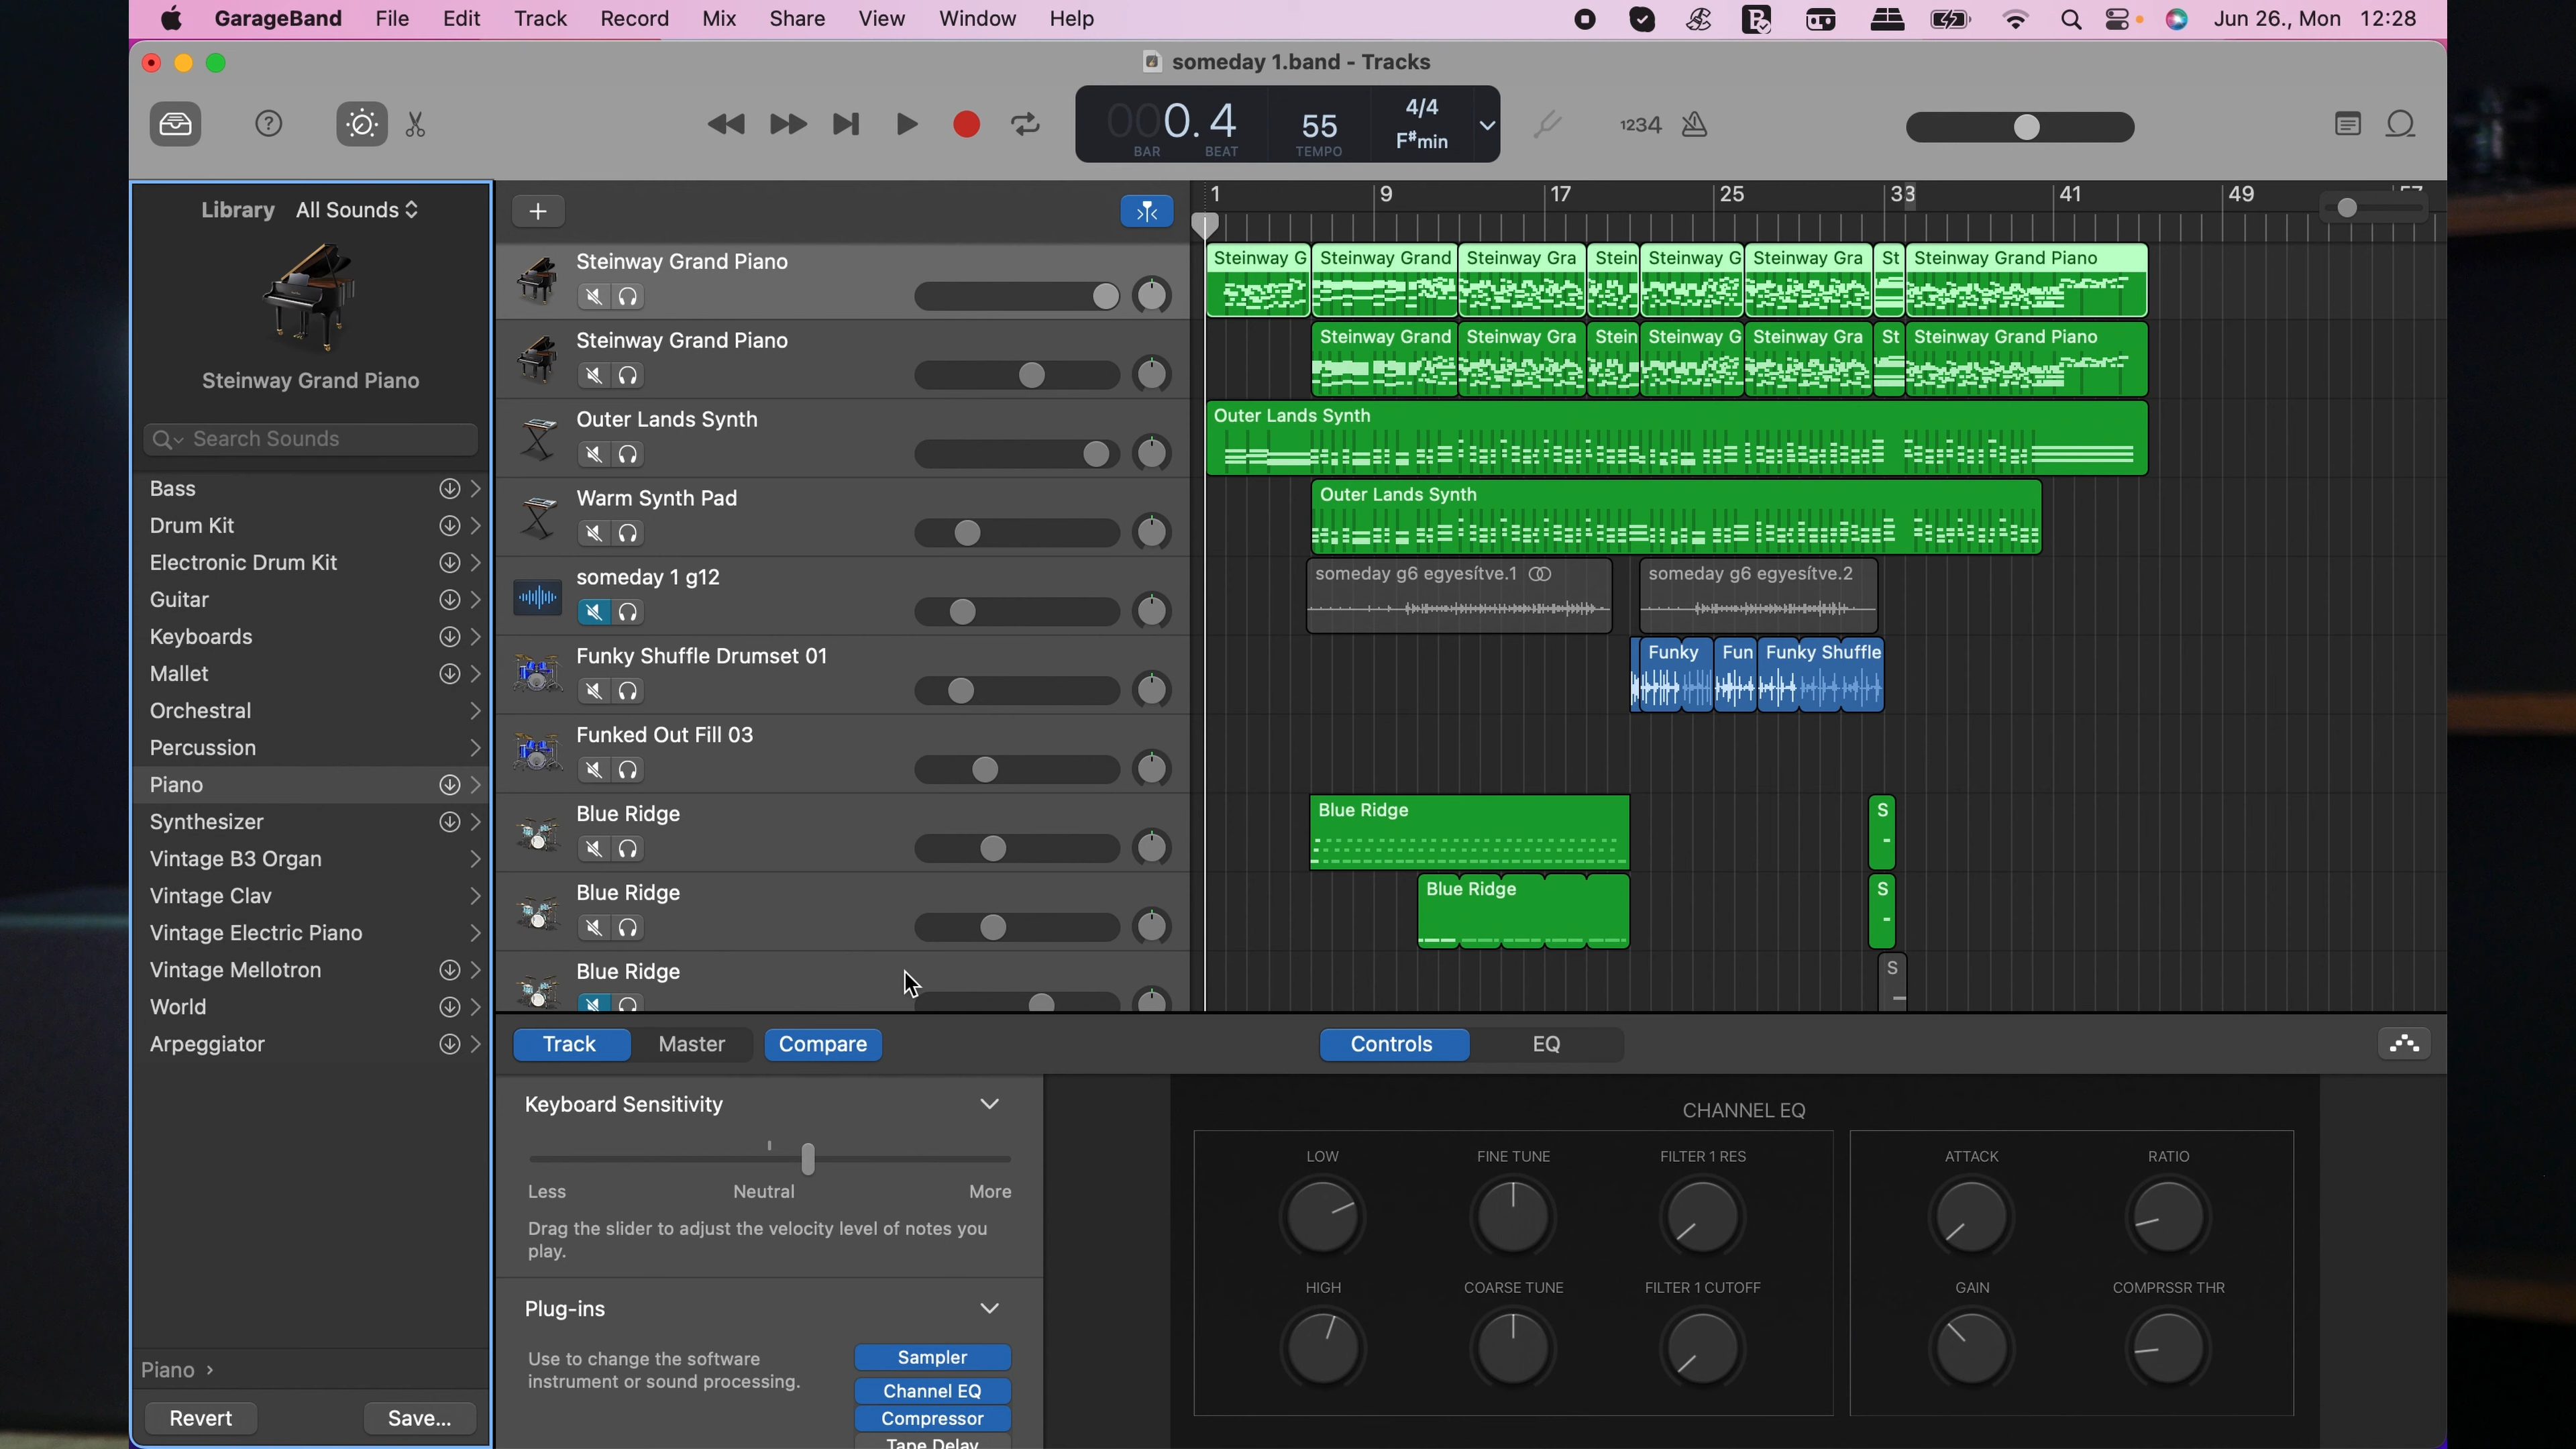 GarageBand File Edit Track Record Mix Share View Window Help Jun 26., Mon 12:28
someday 1.band - Tracks
000.4 BAR BEAT
55 TEMPO
4/4
F#min
1234
Library All Sounds
1 9 17 25 33 41 49
Steinway Grand Piano
Search Sounds
Bass
Drum Kit
Electronic Drum Kit
Guitar
Keyboards
Mallet
Orchestral
Percussion
Piano
Synthesizer
Vintage B3 Organ
Vintage Clav
Vintage Electric Piano
Vintage Mellotron
World
Arpeggiator
Piano >
Revert Save...
Steinway Grand Piano
Steinway G Steinway Grand Steinway Gra Stein Steinway G Steinway Gra St Steinway Grand Piano
Steinway Grand Piano
Steinway Grand Steinway Gra Stein Steinway G Steinway Gra St Steinway Grand Piano
Outer Lands Synth
Outer Lands Synth
Warm Synth Pad
Outer Lands Synth
someday 1 g12
someday g6 egyesítve.1 someday g6 egyesítve.2
Funky Shuffle Drumset 01
Funky Fun Funky Shuffle
Funked Out Fill 03
Blue Ridge
Blue Ridge S
Blue Ridge
Blue Ridge S
Blue Ridge
S
Track Master Compare Controls EQ
Keyboard Sensitivity
Less Neutral More
Drag the slider to adjust the velocity level of notes you
play.
Plug-ins
Use to change the software
instrument or sound processing.
Sampler
Channel EQ
Compressor
Tape Delay
CHANNEL EQ
LOW FINE TUNE FILTER 1 RES ATTACK RATIO
HIGH COARSE TUNE FILTER 1 CUTOFF GAIN COMPRSSR THR